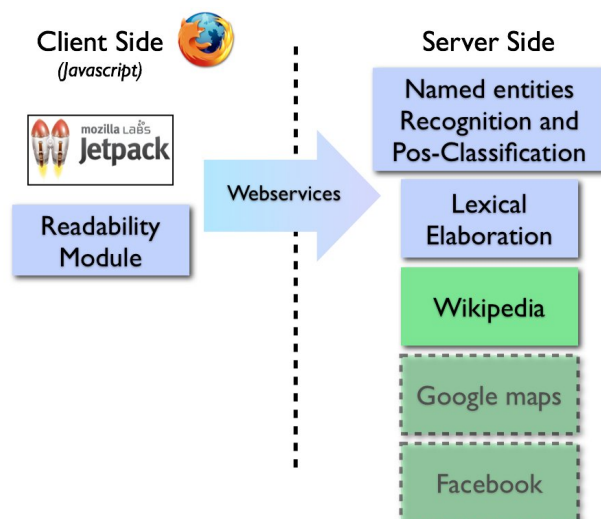 Client Side
(Javascript)
mozilla LABS
Jetpack
Readability
Module
Webservices
Server Side
Named entities
Recognition and
Pos-Classification
Lexical
Elaboration
Wikipedia
Google maps
Facebook